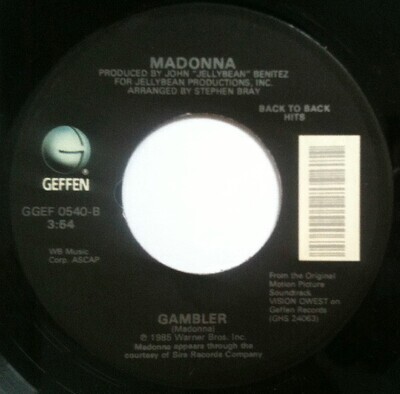 MADONNA
PRODUCED BY JOHN "JELLYBEAN" BENITEZ
FOR JELLYBEAN PRODUCTIONS, INC.
ARRANGED BY STEPHEN BRAY
BACK TO BACK
HITS
GEFFEN
GGEF 0540-B
3:54
WB Music
Corp. ASCAP
From the Original
Motion Picture
Soundtrack
VISION QWEST on
Geffen Records
(GHS 24063)
GAMBLER
(Madonna)
℗ 1985 Warner Bros. Inc.
Madonna appears through the
courtesy of Sire Records Company